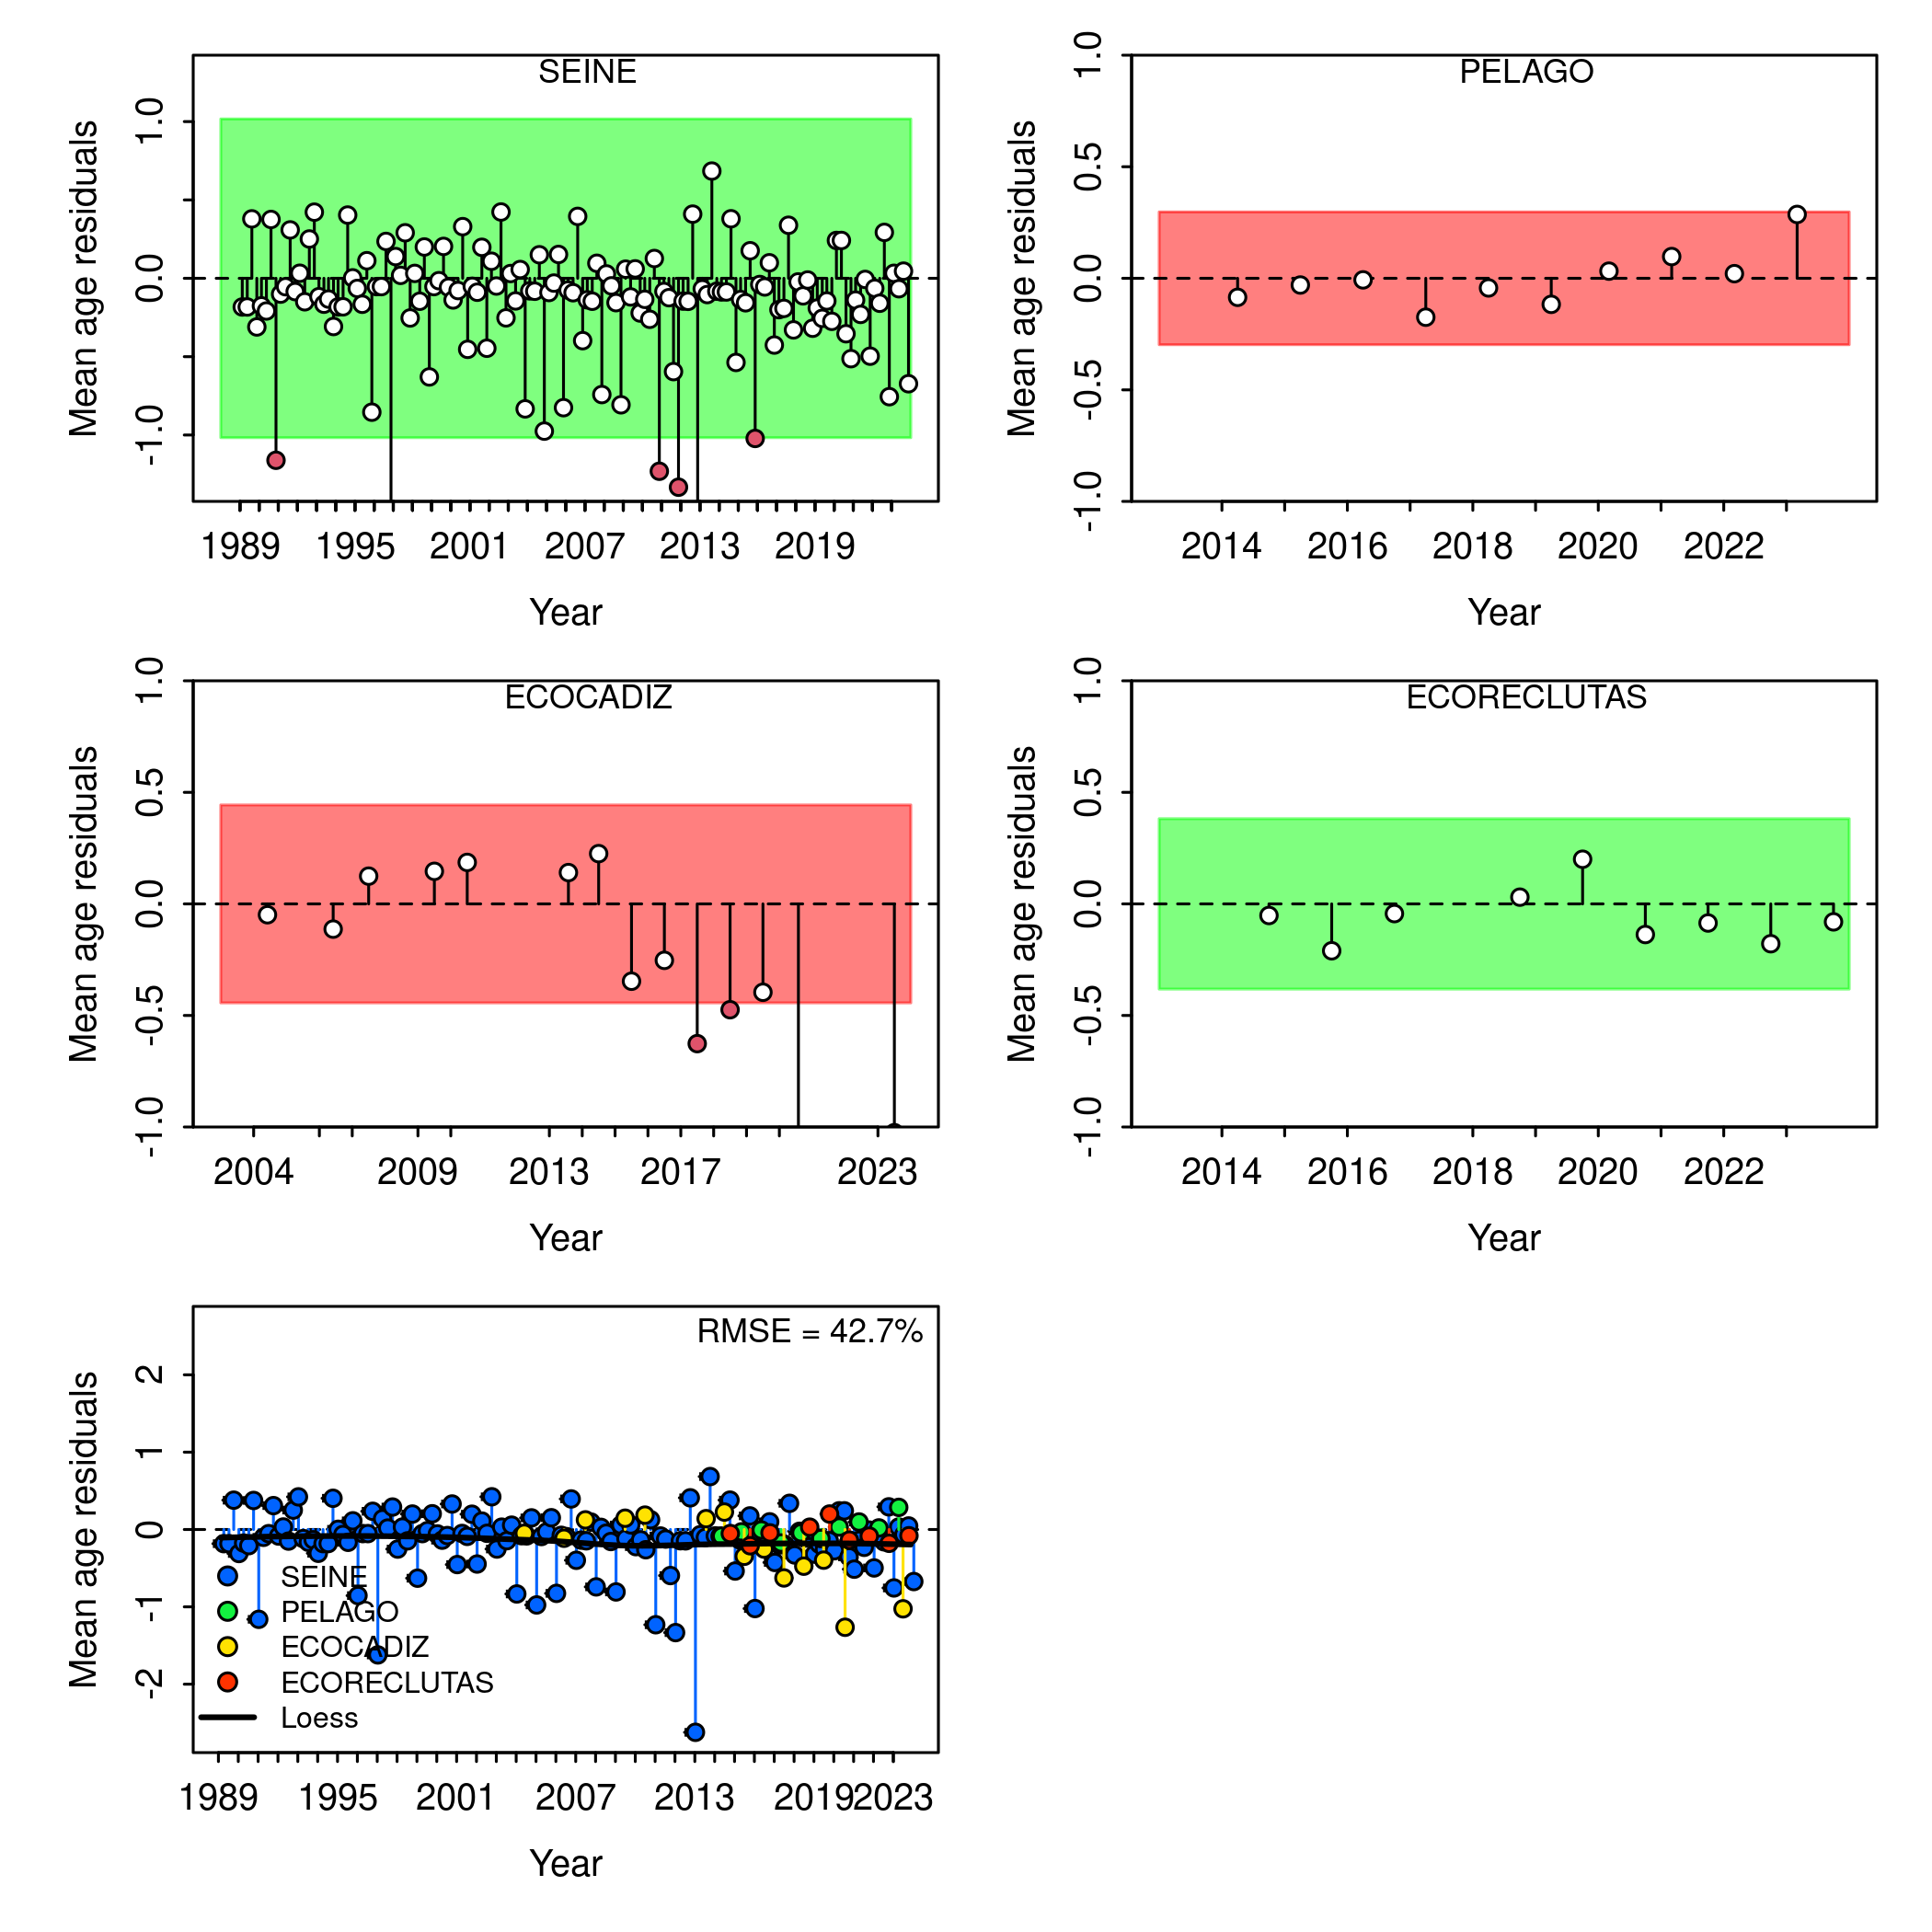 SEINE
Mean age residuals
1.0
0.0
-1.0
1989 1995 2001 2007 2013 2019
Year
PELAGO
Mean age residuals
1.0
0.5
0.0
-0.5
-1.0
2014 2016 2018 2020 2022
Year
ECOCADIZ
Mean age residuals
1.0
0.5
0.0
-0.5
-1.0
2004 2009 2013 2017 2023
Year
ECORECLUTAS
Mean age residuals
1.0
0.5
0.0
-0.5
-1.0
2014 2016 2018 2020 2022
Year
RMSE = 42.7%
Mean age residuals
2
1
0
-1
-2
SEINE
PELAGO
ECOCADIZ
ECORECLUTAS
Loess
1989 1995 2001 2007 2013 2019 2023
Year